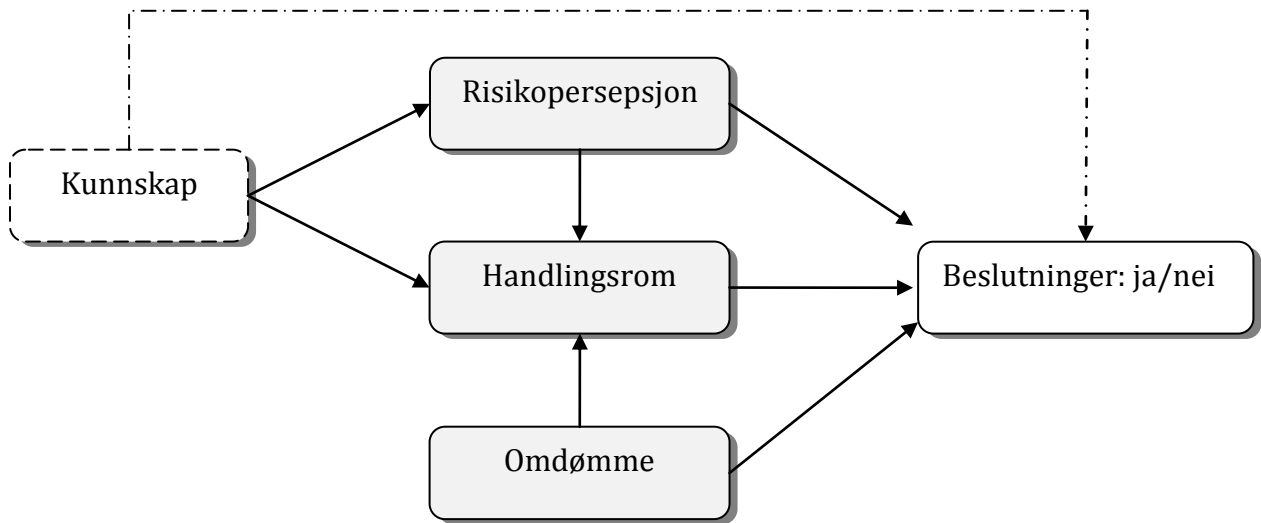 Risikopersepsjon
Kunnskap
Handlingsrom
Beslutninger: ja/nei
Omdømme